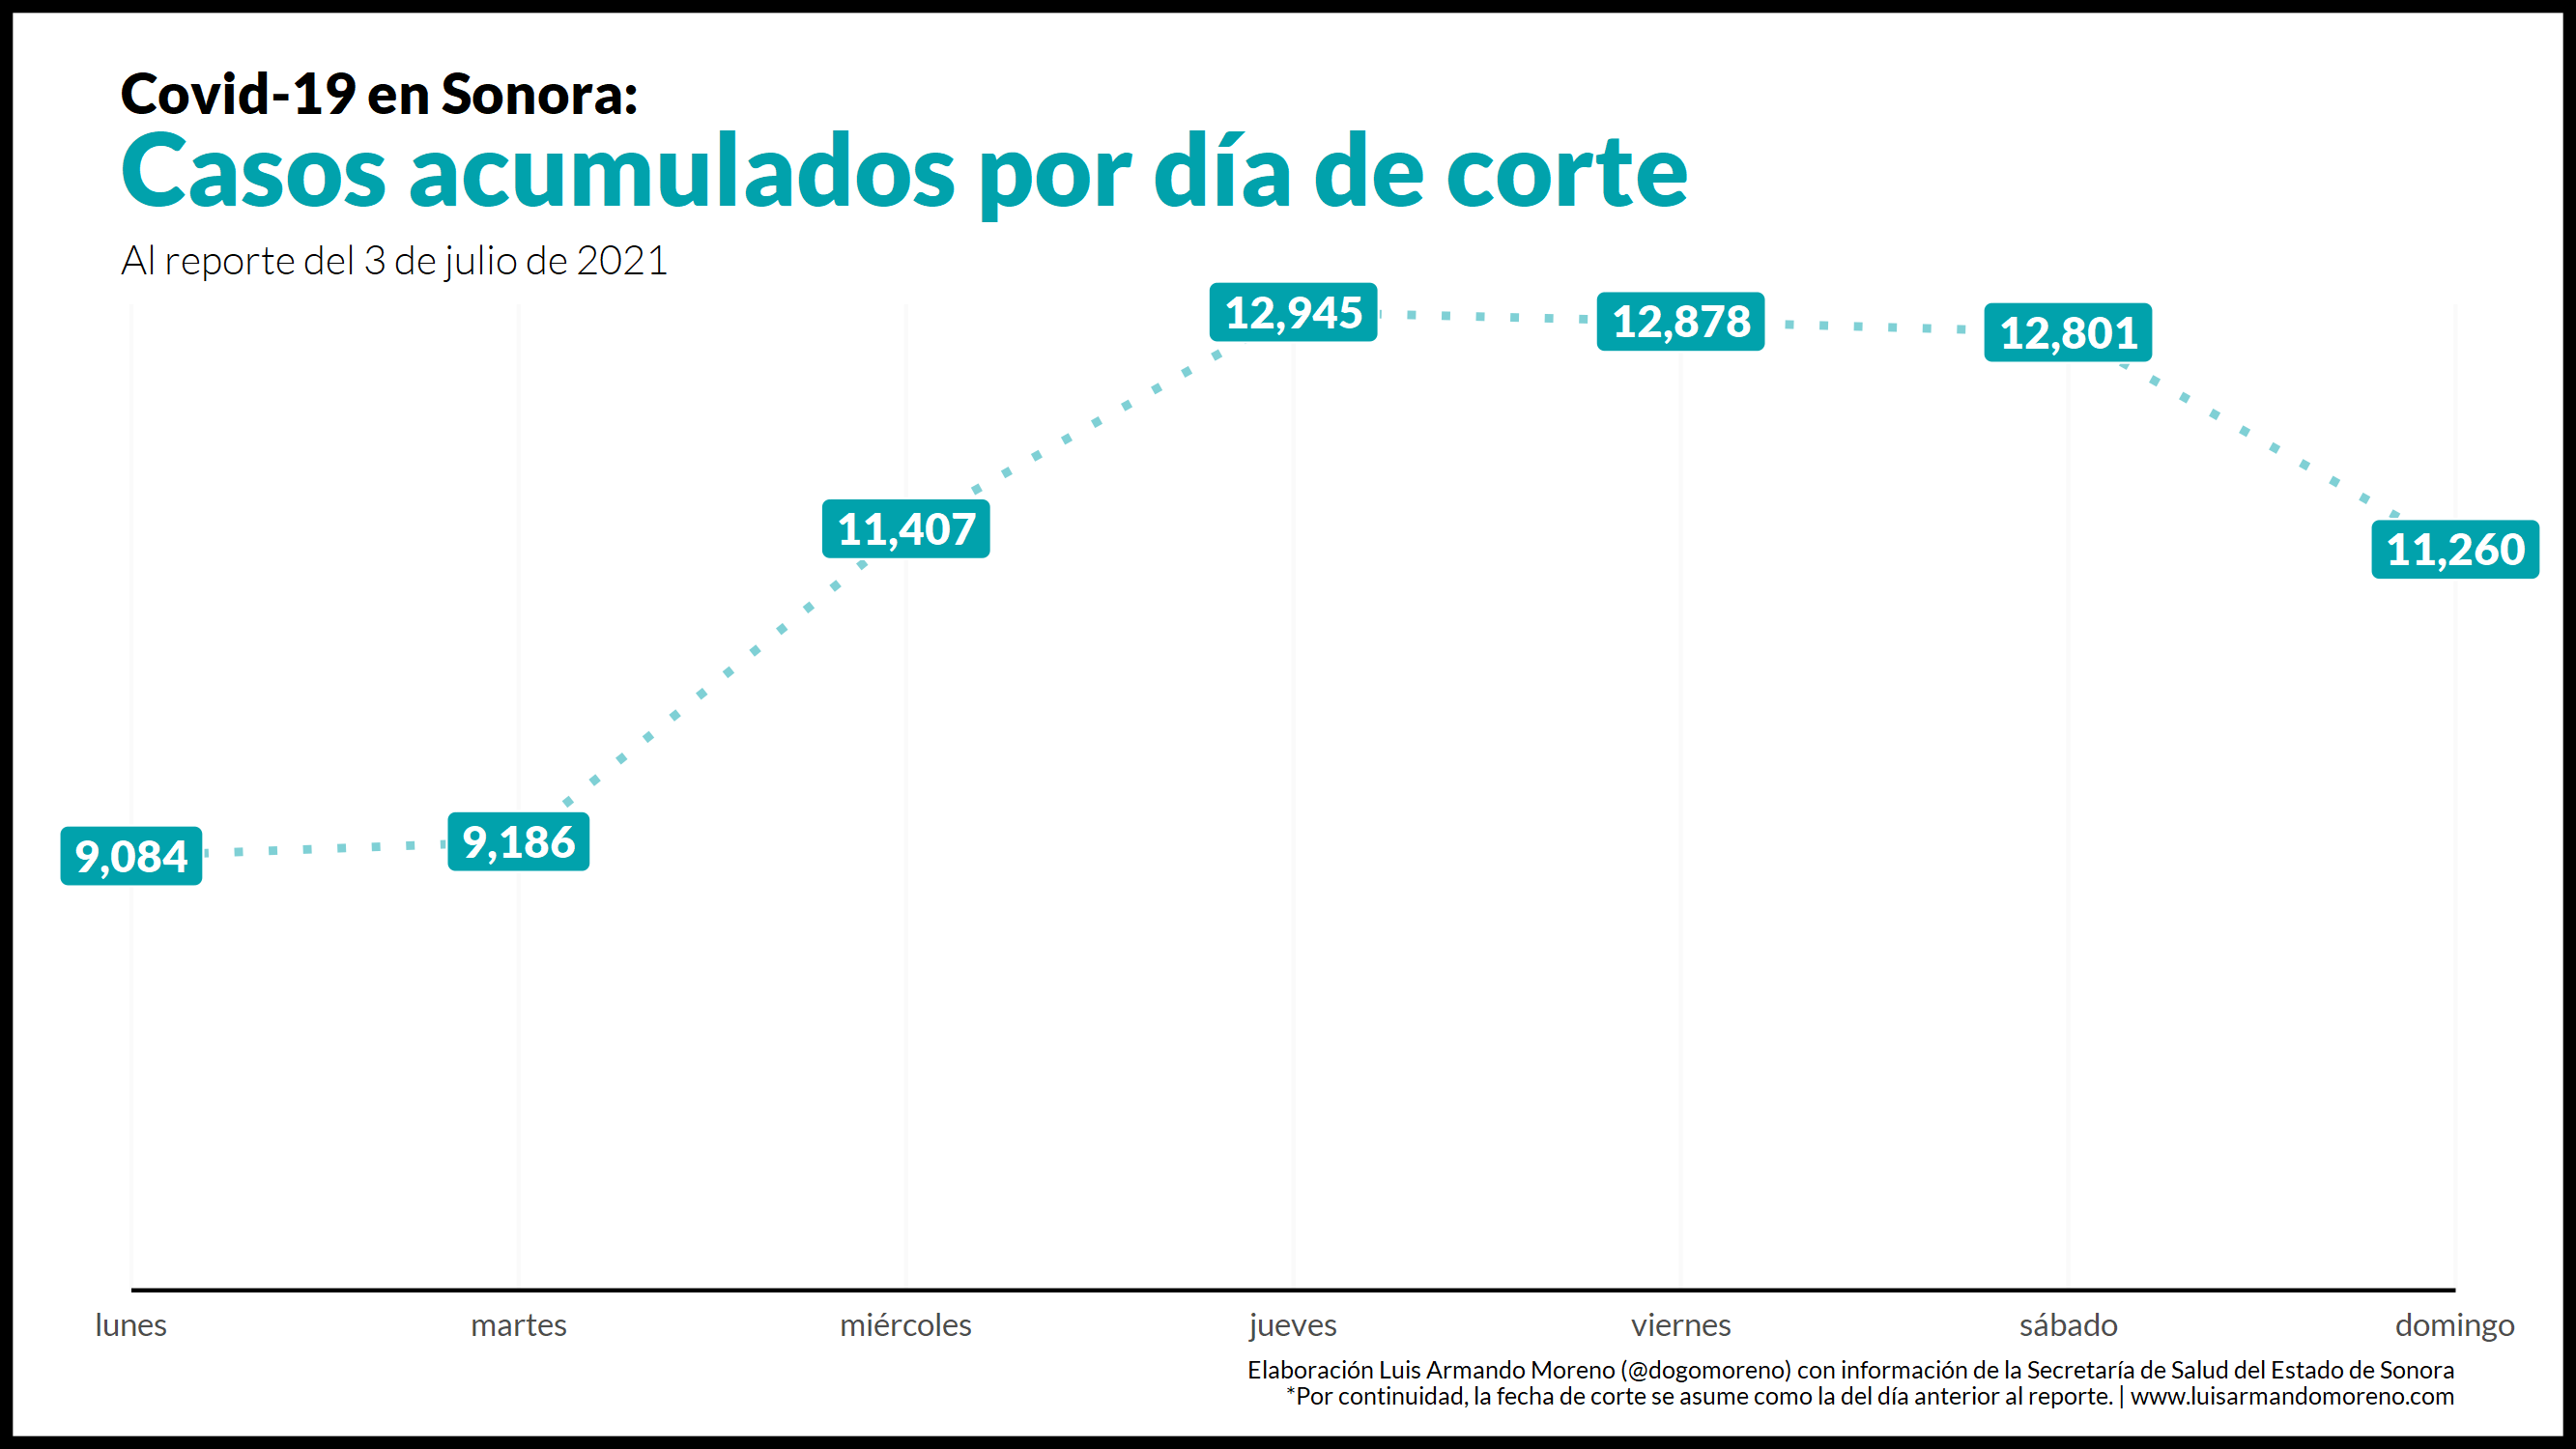 Covid-19 en Sonora:
Casos acumulados por día de corte
Al reporte del 3 de julio de 2021
12,945
12,878
12,801
11,407
11,260
9,186
9,084
lunes martes miércoles jueves viernes sábado domingo
Elaboración Luis Armando Moreno (@dogomoreno) con información de la Secretaría de Salud del Estado de Sonora
*Por continuidad, la fecha de corte se asume como la del día anterior al reporte. | www.luisarmandomoreno.com